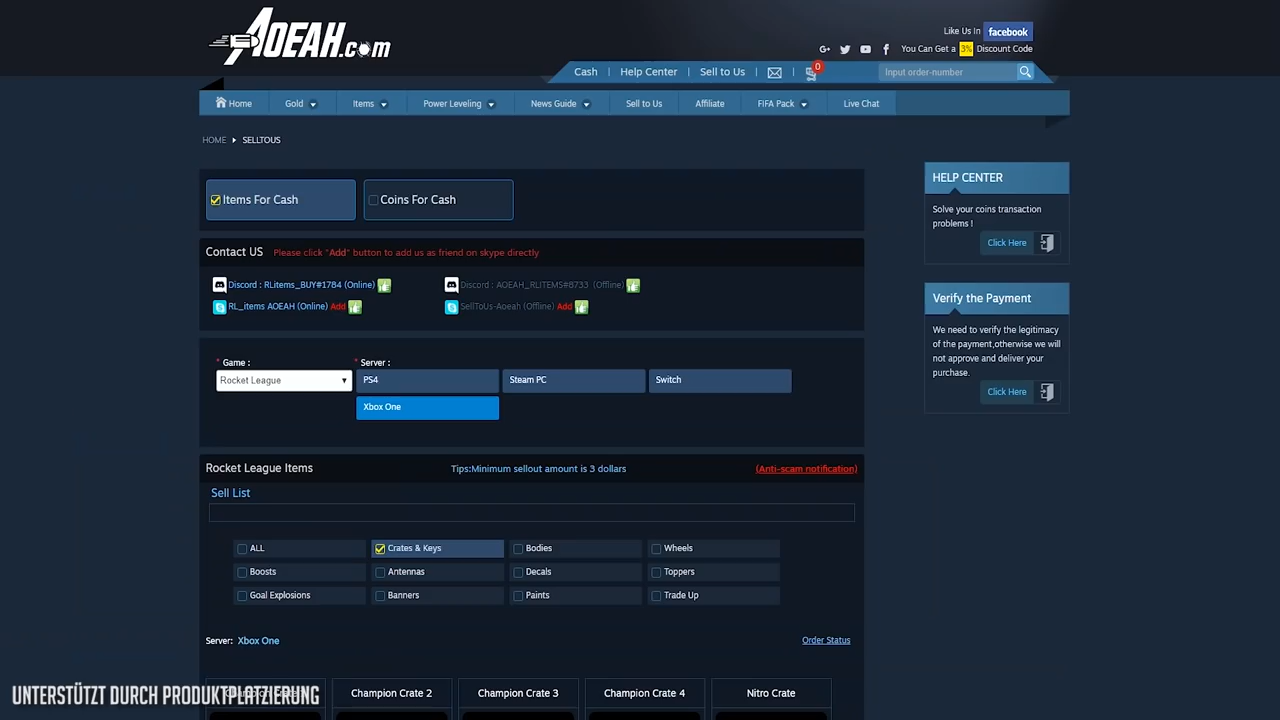 AOEAH.com
Like Us In facebook
You Can Get a 3% Discount Code
Cash | Help Center | Sell to Us | 0
Input order-number
Home Gold Items Power Leveling News Guide Sell to Us Affiliate FIFA Pack Live Chat
HOME SELLTOUS
Items For Cash Coins For Cash
Contact US Please click "Add" button to add us as friend on skype directly
Discord : RLitems_BUY#1784 (Online) Discord : AOEAH_RLITEMS#8733 (Offline)
RL_items AOEAH (Online) Add SellToUs-Aoeah (Offline) Add
* Game : * Server :
Rocket League PS4 Steam PC Switch
Xbox One
Rocket League Items Tips:Minimum sellout amount is 3 dollars (Anti-scam notification)
Sell List
ALL Crates & Keys Bodies Wheels
Boosts Antennas Decals Toppers
Goal Explosions Banners Paints Trade Up
Server: Xbox One Order Status
Champion Crate 2 Champion Crate 3 Champion Crate 4 Nitro Crate
UNTERSTÜTZT DURCH PRODUKTPLATZIERUNG
HELP CENTER
Solve your coins transaction
problems !
Click Here
Verify the Payment
We need to verify the legitimacy
of the payment,otherwise we will
not approve and deliver your
purchase.
Click Here